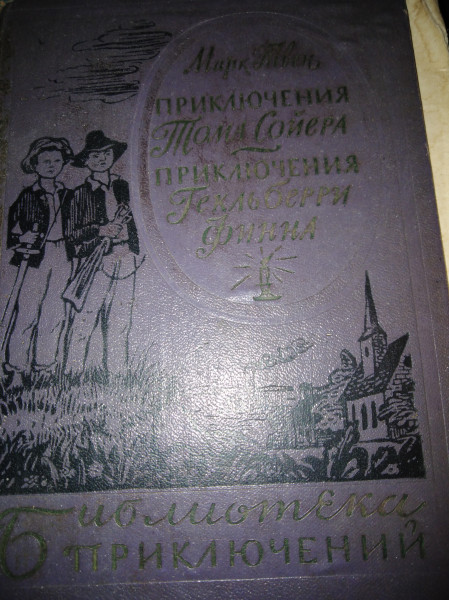 Марк Твен
ПРИКЛЮЧЕНИЯ
Тома Сойера
ПРИКЛЮЧЕНИЯ
Гекльберри
Финна
Библиотека
ПРИКЛЮЧЕНИЙ